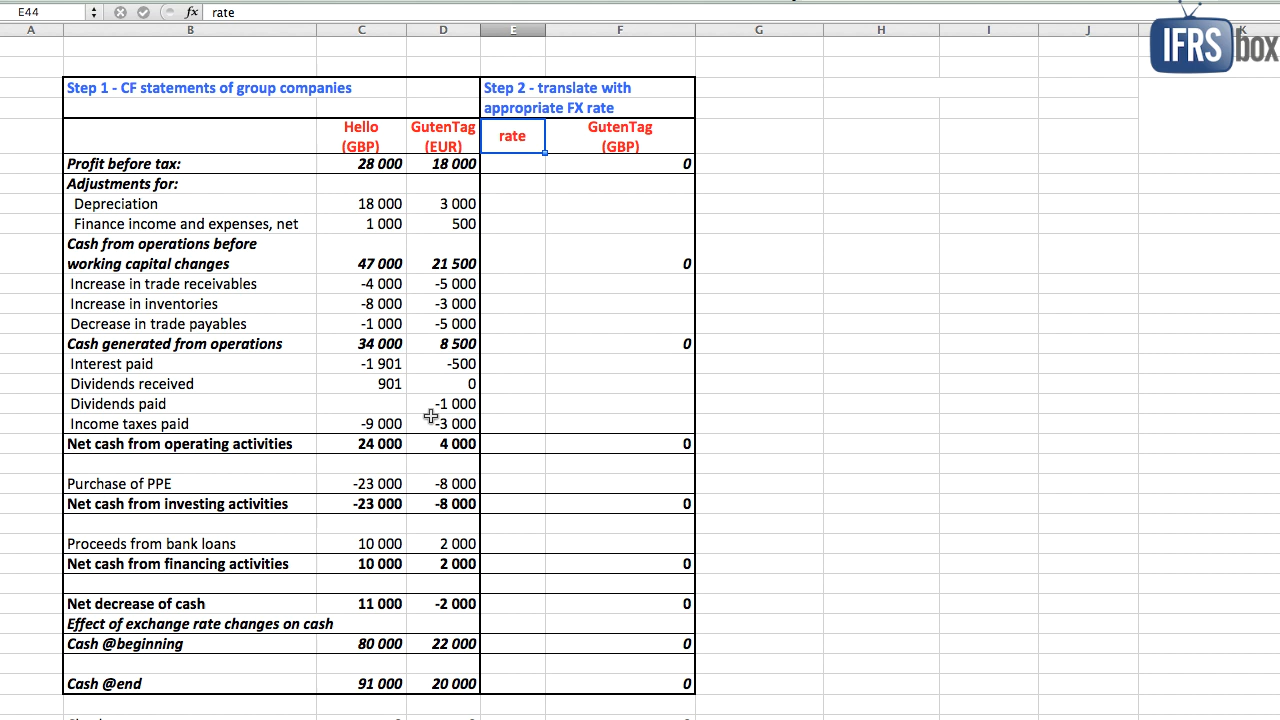 E44 fx rate
A B C D E F G H I J K
IFRSbox
Step 1 - CF statements of group companies Step 2 - translate with
appropriate FX rate
Hello GutenTag rate GutenTag
(GBP) (EUR) (GBP)
Profit before tax: 28 000 18 000 0
Adjustments for:
Depreciation 18 000 3 000
Finance income and expenses, net 1 000 500
Cash from operations before
working capital changes 47 000 21 500 0
Increase in trade receivables -4 000 -5 000
Increase in inventories -8 000 -3 000
Decrease in trade payables -1 000 -5 000
Cash generated from operations 34 000 8 500 0
Interest paid -1 901 -500
Dividends received 901 0
Dividends paid -1 000
Income taxes paid -9 000 -3 000
Net cash from operating activities 24 000 4 000 0
Purchase of PPE -23 000 -8 000
Net cash from investing activities -23 000 -8 000 0
Proceeds from bank loans 10 000 2 000
Net cash from financing activities 10 000 2 000 0
Net decrease of cash 11 000 -2 000 0
Effect of exchange rate changes on cash
Cash @beginning 80 000 22 000 0
Cash @end 91 000 20 000 0